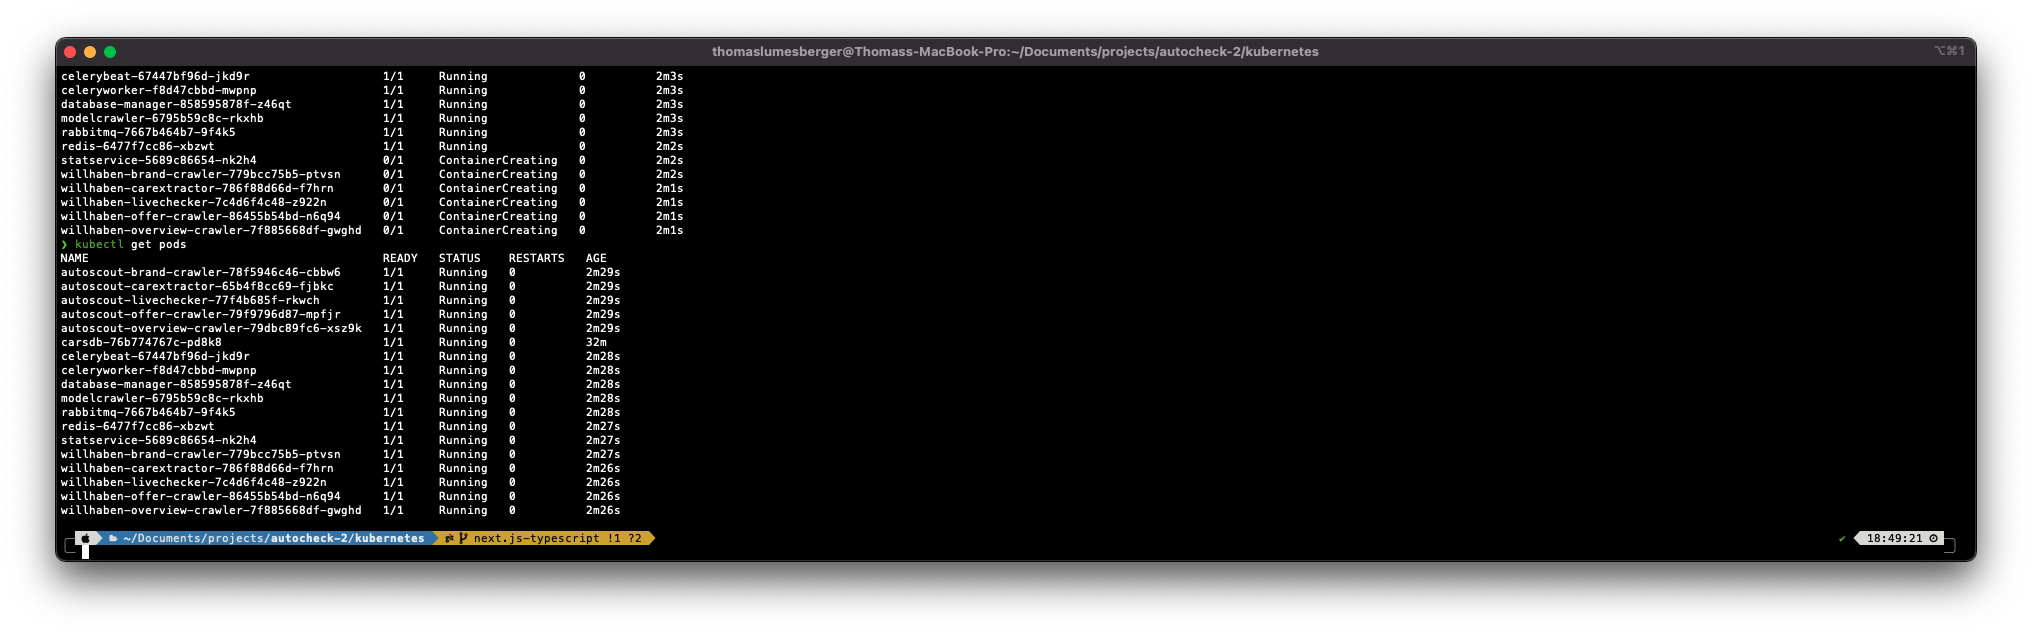 thomaslumesberger@Thomass-MacBook-Pro:~/Documents/projects/autocheck-2/kubernetes
⌥⌘1
celerybeat-67447bf96d-jkd9r 1/1 Running 0 2m3s
celeryworker-f8d47cbbd-mwpnp 1/1 Running 0 2m3s
database-manager-858595878f-z46qt 1/1 Running 0 2m3s
modelcrawler-6795b59c8c-rkxhb 1/1 Running 0 2m3s
rabbitmq-7667b464b7-9f4k5 1/1 Running 0 2m3s
redis-6477f7cc86-xbzwt 1/1 Running 0 2m2s
statservice-5689c86654-nk2h4 0/1 ContainerCreating 0 2m2s
willhaben-brand-crawler-779bcc75b5-ptvsn 0/1 ContainerCreating 0 2m2s
willhaben-carextractor-786f88d66d-f7hrn 0/1 ContainerCreating 0 2m1s
willhaben-livechecker-7c4d6f4c48-z922n 0/1 ContainerCreating 0 2m1s
willhaben-offer-crawler-86455b54bd-n6q94 0/1 ContainerCreating 0 2m1s
willhaben-overview-crawler-7f885668df-gwghd 0/1 ContainerCreating 0 2m1s
❯ kubectl get pods
NAME READY STATUS RESTARTS AGE
autoscout-brand-crawler-78f5946c46-cbbw6 1/1 Running 0 2m29s
autoscout-carextractor-65b4f8cc69-fjbkc 1/1 Running 0 2m29s
autoscout-livechecker-77f4b685f-rkwch 1/1 Running 0 2m29s
autoscout-offer-crawler-79f9796d87-mpfjr 1/1 Running 0 2m29s
autoscout-overview-crawler-79dbc89fc6-xsz9k 1/1 Running 0 2m29s
carsdb-76b774767c-pd8k8 1/1 Running 0 32m
celerybeat-67447bf96d-jkd9r 1/1 Running 0 2m28s
celeryworker-f8d47cbbd-mwpnp 1/1 Running 0 2m28s
database-manager-858595878f-z46qt 1/1 Running 0 2m28s
modelcrawler-6795b59c8c-rkxhb 1/1 Running 0 2m28s
rabbitmq-7667b464b7-9f4k5 1/1 Running 0 2m28s
redis-6477f7cc86-xbzwt 1/1 Running 0 2m27s
statservice-5689c86654-nk2h4 1/1 Running 0 2m27s
willhaben-brand-crawler-779bcc75b5-ptvsn 1/1 Running 0 2m27s
willhaben-carextractor-786f88d66d-f7hrn 1/1 Running 0 2m26s
willhaben-livechecker-7c4d6f4c48-z922n 1/1 Running 0 2m26s
willhaben-offer-crawler-86455b54bd-n6q94 1/1 Running 0 2m26s
willhaben-overview-crawler-7f885668df-gwghd 1/1 Running 0 2m26s
~/Documents/projects/autocheck-2/kubernetes next.js-typescript !1 ?2 ✔ 18:49:21